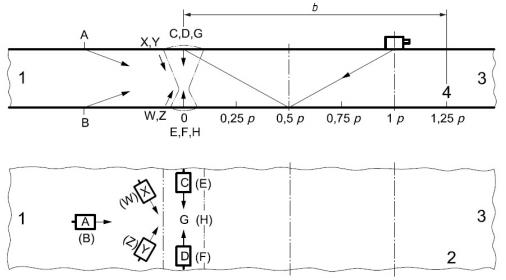 b
A
X,Y
C,D,G
1
3
4
B
W,Z
0
0,25 p
0,5 p
0,75 p
1 p
1,25 p
E,F,H
1
A
(B)
(W)
X
(Z)
Y
C
(E)
G
(H)
D
(F)
3
2